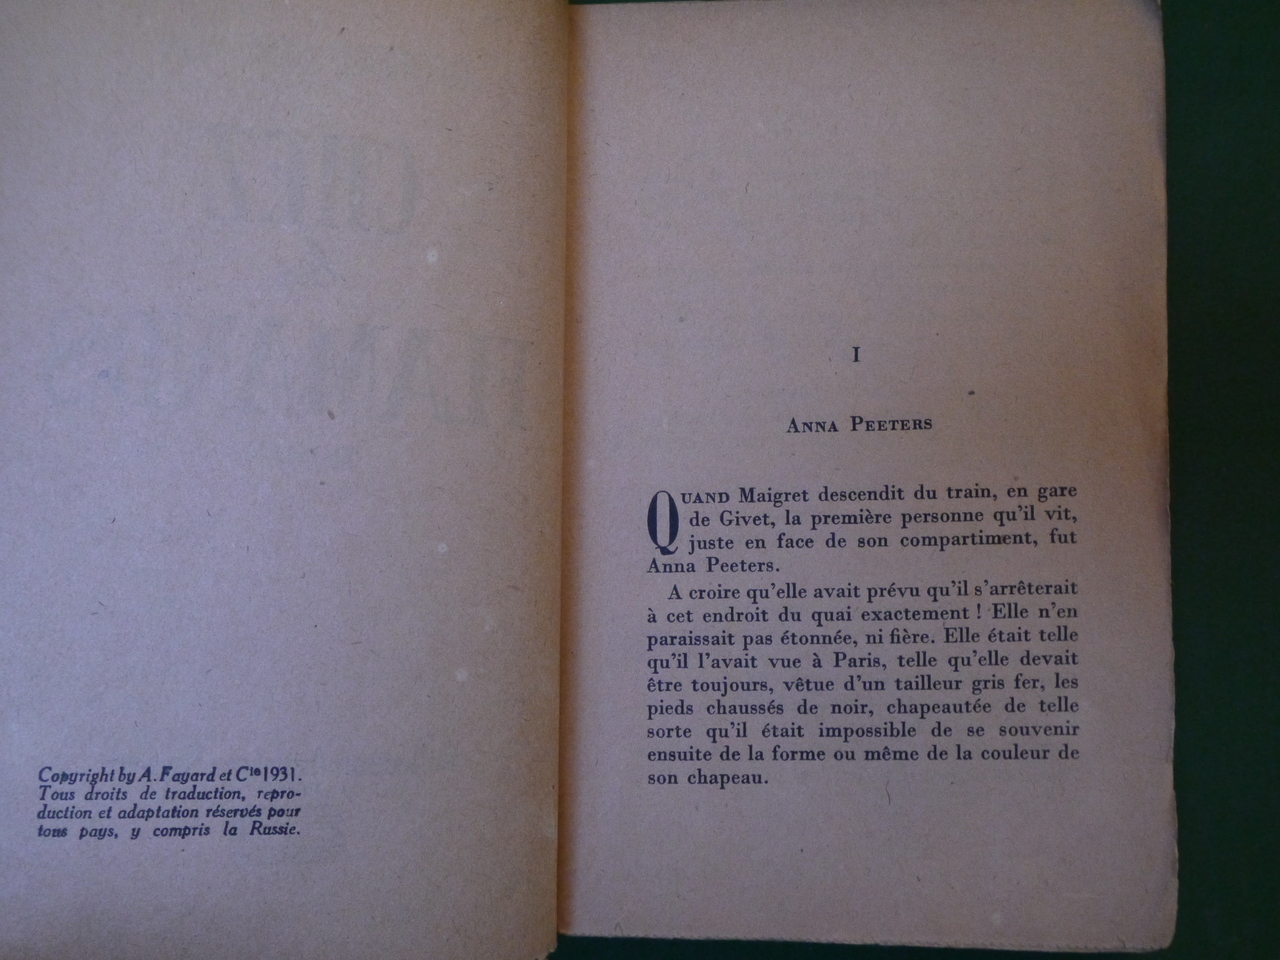 Copyright by A. Fayard et Cie 1931.
Tous droits de traduction, repro-
duction et adaptation réservés pour
tous pays, y compris la Russie.
I
ANNA PEETERS
QUAND Maigret descendit du train, en gare
de Givet, la première personne qu'il vit,
juste en face de son compartiment, fut
Anna Peeters.
A croire qu'elle avait prévu qu'il s'arrêterait
à cet endroit du quai exactement ! Elle n'en
paraissait pas étonnée, ni fière. Elle était telle
qu'il l'avait vue à Paris, telle qu'elle devait
être toujours, vêtue d'un tailleur gris fer, les
pieds chaussés de noir, chapeautée de telle
sorte qu'il était impossible de se souvenir
ensuite de la forme ou même de la couleur de
son chapeau.